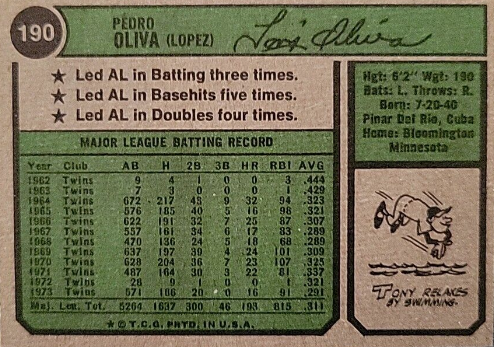 190
PEDRO
OLIVA (LOPEZ)
Tony Oliva
★ Led AL in Batting three times.
★ Led AL in Basehits five times.
★ Led AL in Doubles four times.
Hgt: 6'2" Wgt: 190
Bats: L. Throws: R.
Born: 7-20-40
Pinar Del Rio, Cuba
Home: Bloomington
Minnesota
MAJOR LEAGUE BATTING RECORD
Year Club AB H 2B 3B HR RBI AVG
1962 Twins 9 4 1 0 0 3 .444
1963 Twins 7 3 0 0 0 1 .429
1964 Twins 672 217 43 9 32 94 .323
1965 Twins 576 185 40 5 16 98 .321
1966 Twins 622 191 32 7 25 87 .307
1967 Twins 557 161 34 6 17 83 .289
1968 Twins 470 136 24 5 18 68 .289
1969 Twins 637 197 39 4 24 101 .309
1970 Twins 628 204 36 7 23 107 .325
1971 Twins 487 164 30 3 22 81 .337
1972 Twins 28 9 1 0 0 1 .321
1973 Twins 571 166 20 0 16 91 .291
Maj. Lea. Tot. 5264 1637 300 46 193 815 .311
★ © T.C.G. PRTD. IN U.S.A.
TONY RELAXES
BY SWIMMING.